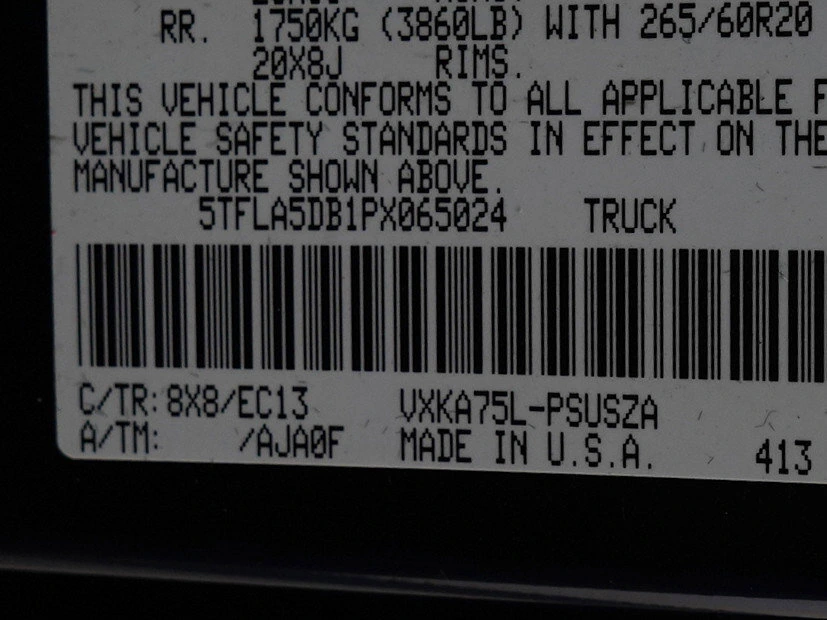 RR. 1750KG (3860LB) WITH 265/60R20
20X8J RIMS.
THIS VEHICLE CONFORMS TO ALL APPLICABLE F
VEHICLE SAFETY STANDARDS IN EFFECT ON THE
MANUFACTURE SHOWN ABOVE.
5TFLA5DB1PX065024 TRUCK
C/TR: 8X8/EC13 VXKA75L-PSUSZA
A/TM: /AJA0F MADE IN U.S.A. 413